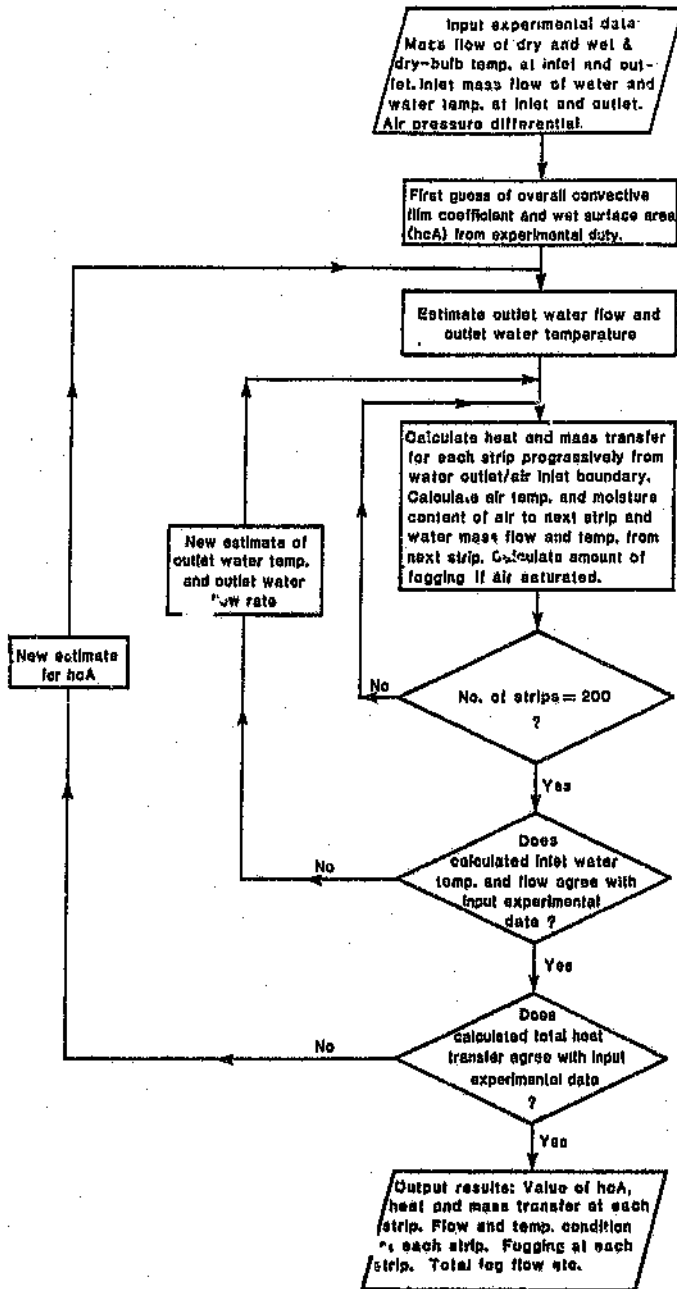 Input experimental data
Mass flow of dry and wet &
dry-bulb temp. at inlet and out-
let. Inlet mass flow of water and
water temp. at inlet and outlet.
Air pressure differential.
First guess of overall convective
film coefficient and wet surface area
(hcA) from experimental duty.
Estimate outlet water flow and
outlet water temperature
Calculate heat and mass transfer
for each strip progressively from
water outlet/air inlet boundary.
Calculate air temp. and moisture
content of air to next strip and
water mass flow and temp. from
next strip. Calculate amount of
fogging if air saturated.
New estimate of
outlet water temp.
and outlet water
flow rate
New estimate
for hcA
No
No. of strips = 200
?
Yes
Does
calculated inlet water
temp. and flow agree with
input experimental
data ?
No
Yes
Does
calculated total heat
transfer agree with input
experimental data
?
No
Yes
Output results: Value of hcA,
heat and mass transfer at each
strip. Flow and temp. condition
at each strip. Fogging at each
strip. Total fog flow etc.